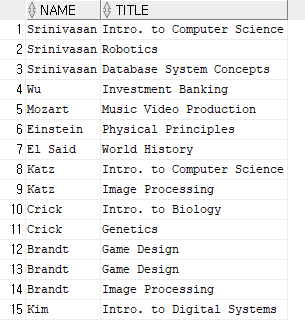 NAME TITLE
1 Srinivasan Intro. to Computer Science
2 Srinivasan Robotics
3 Srinivasan Database System Concepts
4 Wu Investment Banking
5 Mozart Music Video Production
6 Einstein Physical Principles
7 El Said World History
8 Katz Intro. to Computer Science
9 Katz Image Processing
10 Crick Intro. to Biology
11 Crick Genetics
12 Brandt Game Design
13 Brandt Game Design
14 Brandt Image Processing
15 Kim Intro. to Digital Systems